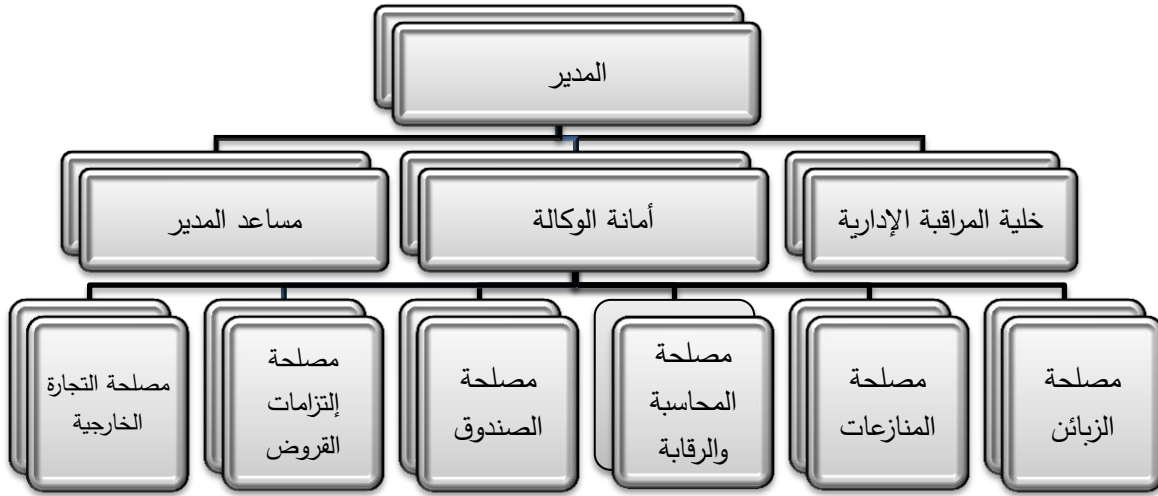 المدير
خلية المراقبة الإدارية
أمانة الوكالة
مساعد المدير
مصلحة
الزبائن
مصلحة
المنازعات
مصلحة
المحاسبة
والرقابة
مصلحة
الصندوق
مصلحة
إلتزامات
القروض
مصلحة التجارة
الخارجية